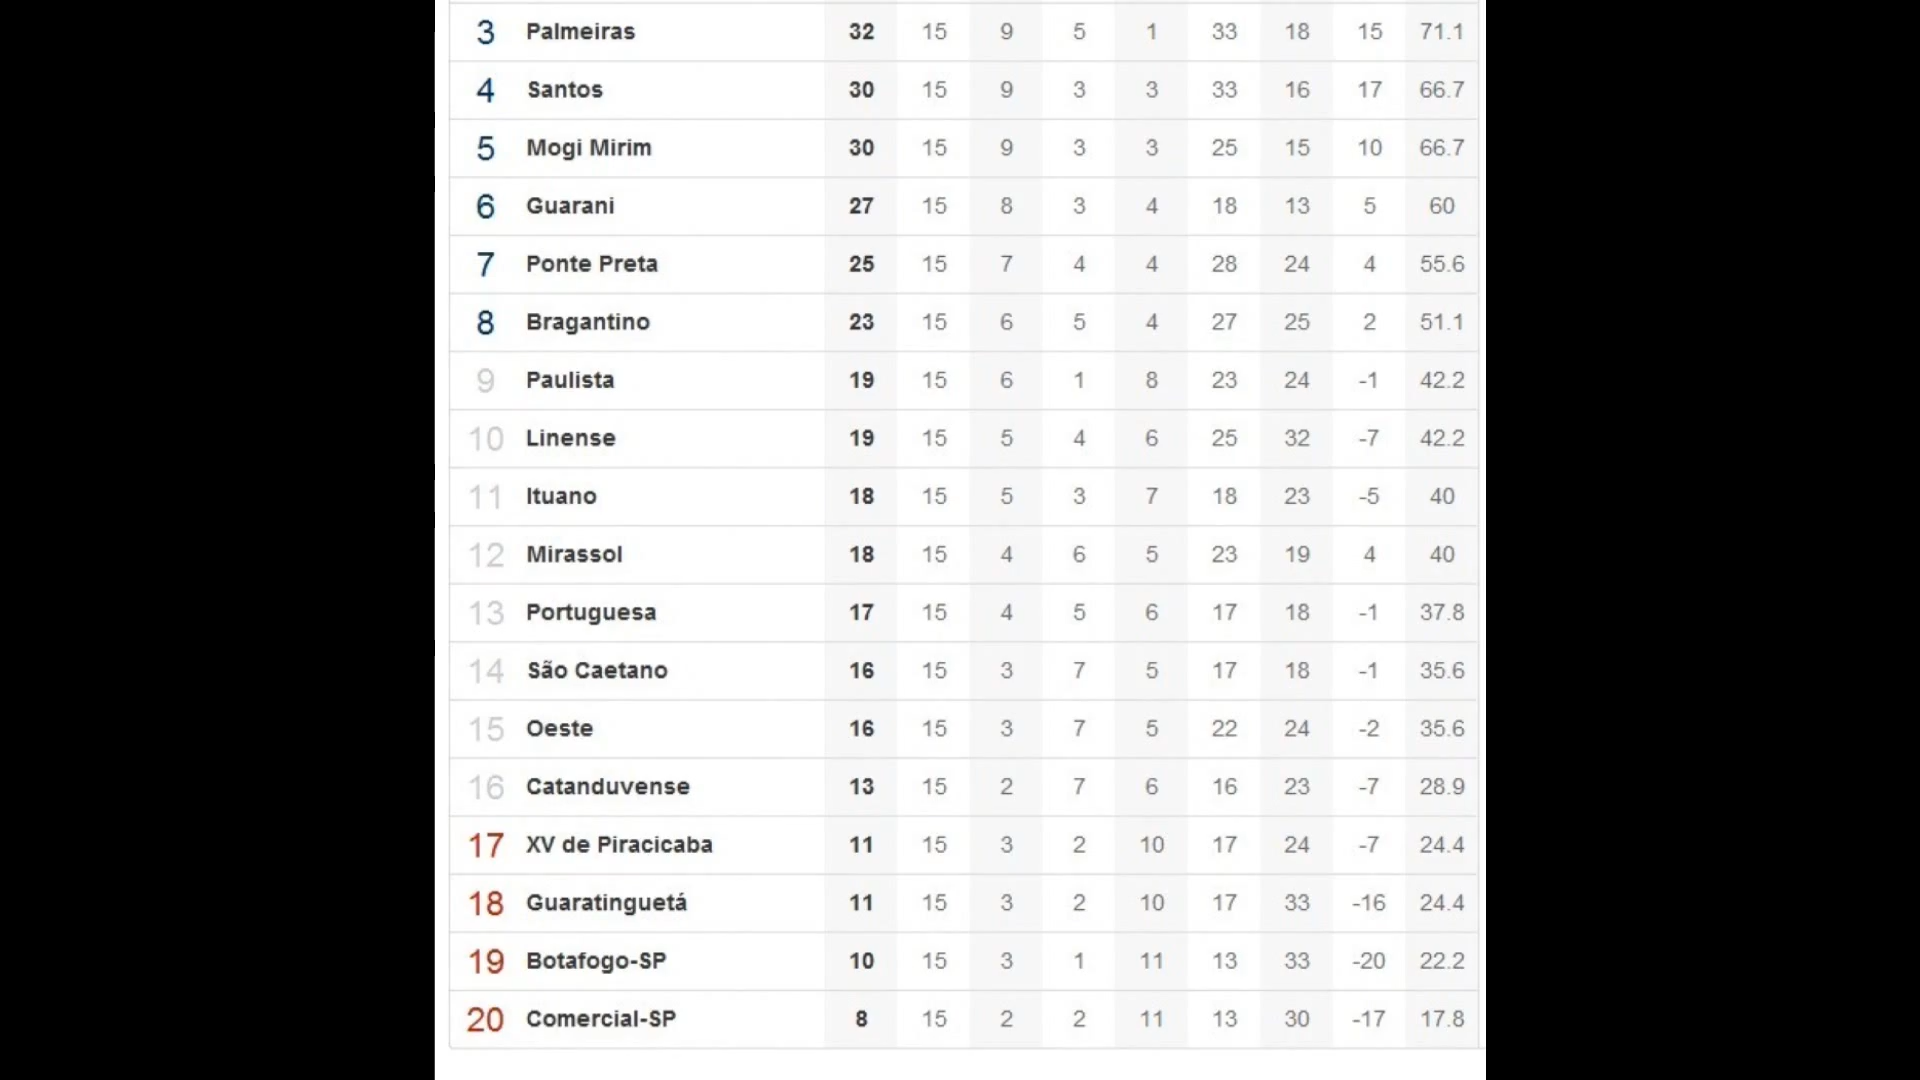 3 Palmeiras 32 15 9 5 1 33 18 15 71.1
4 Santos 30 15 9 3 3 33 16 17 66.7
5 Mogi Mirim 30 15 9 3 3 25 15 10 66.7
6 Guarani 27 15 8 3 4 18 13 5 60
7 Ponte Preta 25 15 7 4 4 28 24 4 55.6
8 Bragantino 23 15 6 5 4 27 25 2 51.1
9 Paulista 19 15 6 1 8 23 24 -1 42.2
10 Linense 19 15 5 4 6 25 32 -7 42.2
11 Ituano 18 15 5 3 7 18 23 -5 40
12 Mirassol 18 15 4 6 5 23 19 4 40
13 Portuguesa 17 15 4 5 6 17 18 -1 37.8
14 São Caetano 16 15 3 7 5 17 18 -1 35.6
15 Oeste 16 15 3 7 5 22 24 -2 35.6
16 Catanduvense 13 15 2 7 6 16 23 -7 28.9
17 XV de Piracicaba 11 15 3 2 10 17 24 -7 24.4
18 Guaratinguetá 11 15 3 2 10 17 33 -16 24.4
19 Botafogo-SP 10 15 3 1 11 13 33 -20 22.2
20 Comercial-SP 8 15 2 2 11 13 30 -17 17.8